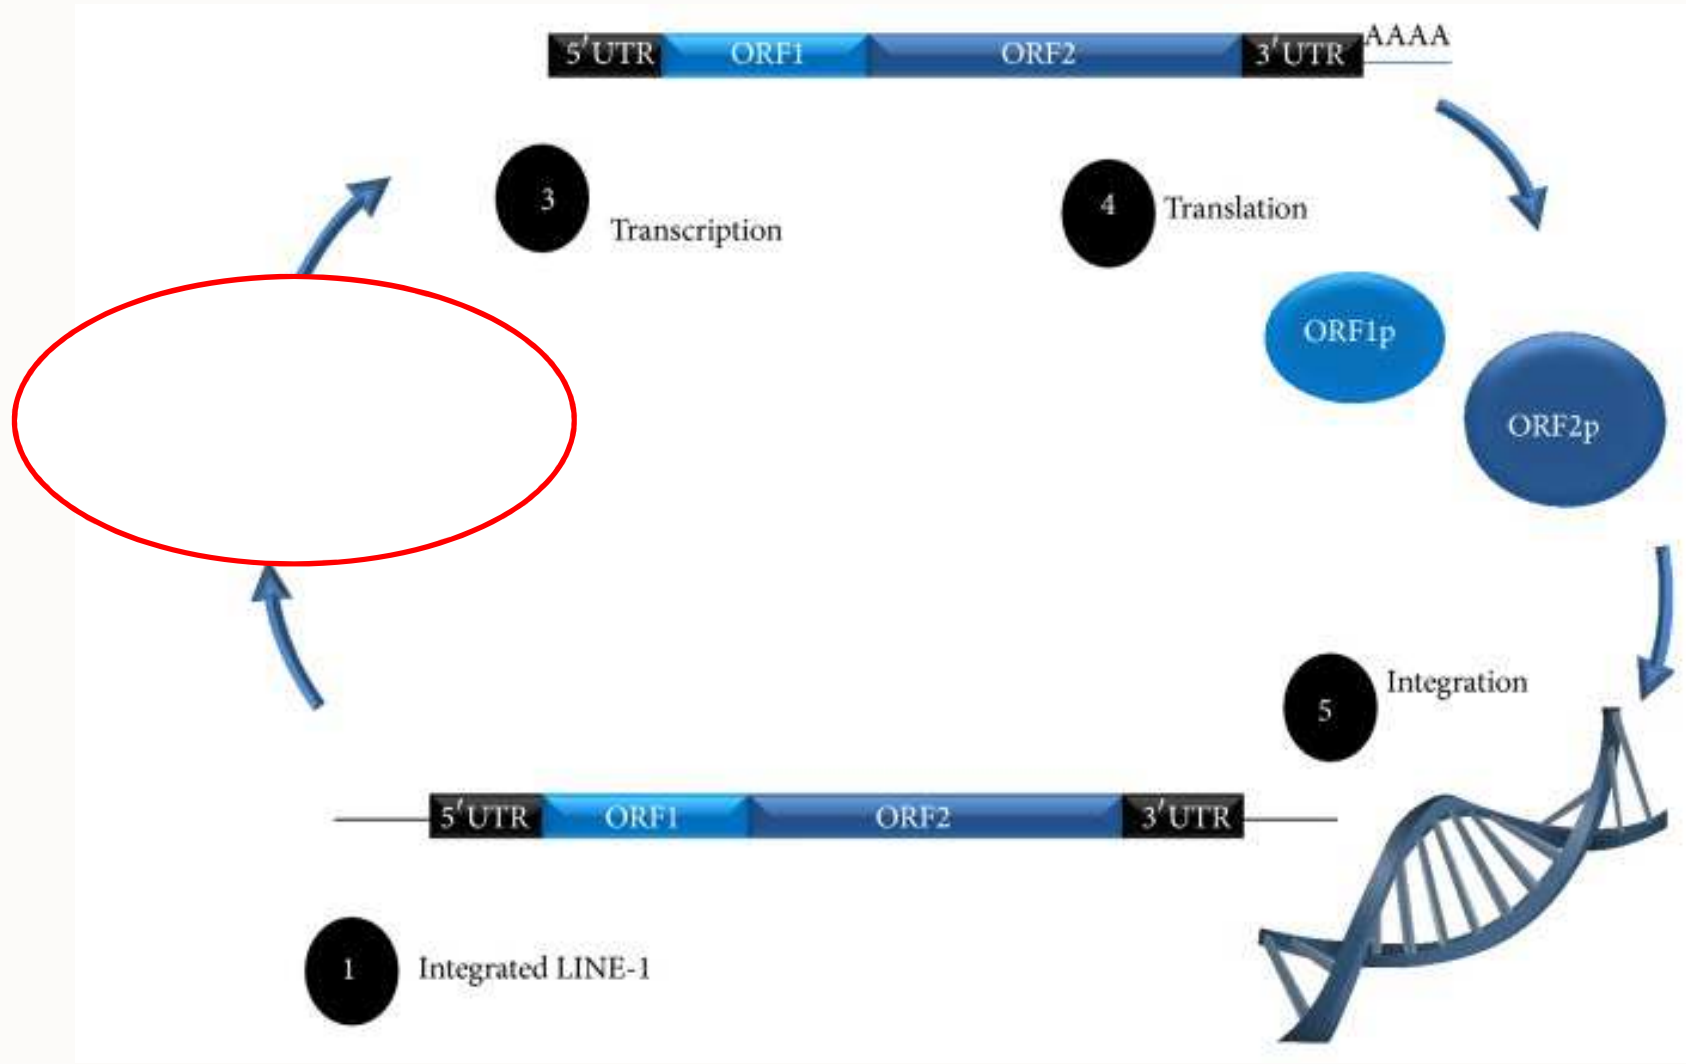 5′UTR ORF1 ORF2 3′UTR AAAA
3
Transcription
4
Translation
ORF1p
ORF2p
5
Integration
5′UTR ORF1 ORF2 3′UTR
1
Integrated LINE-1